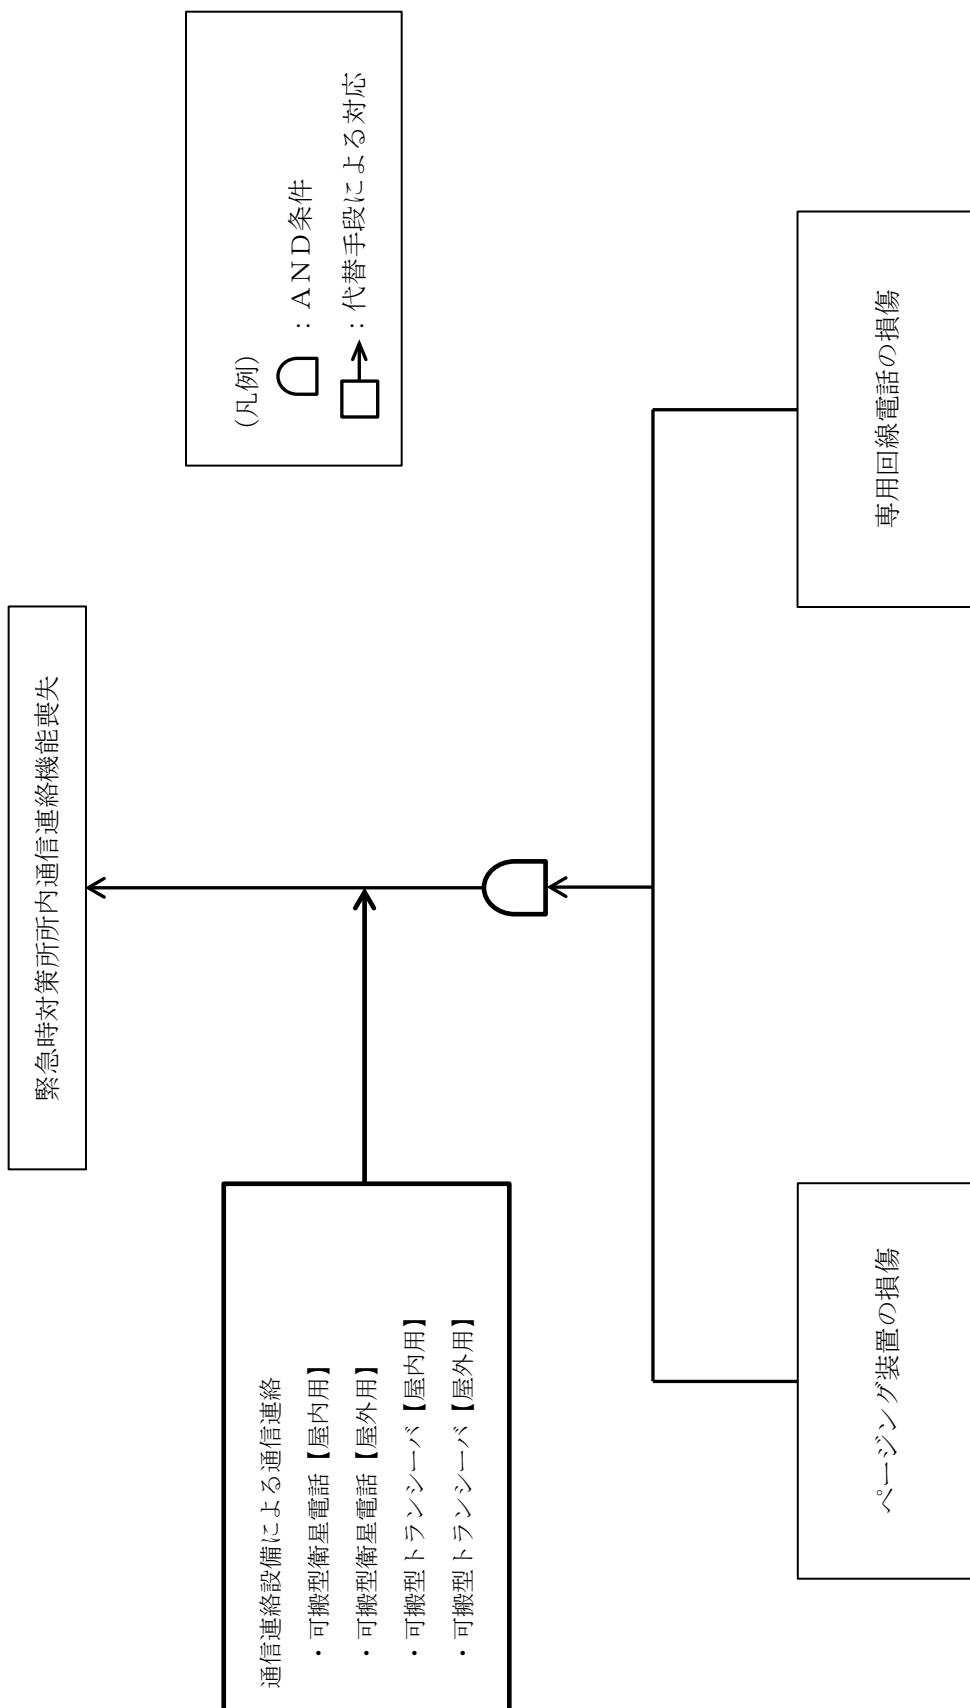 緊急時対策所所内通信連絡機能喪失
(凡例)
：ＡＮＤ条件
：代替手段による対応
通信連絡設備による通信連絡
・可搬型衛星電話【屋内用】
・可搬型衛星電話【屋外用】
・可搬型トランシーバ【屋内用】
・可搬型トランシーバ【屋外用】
ページング装置の損傷
専用回線電話の損傷